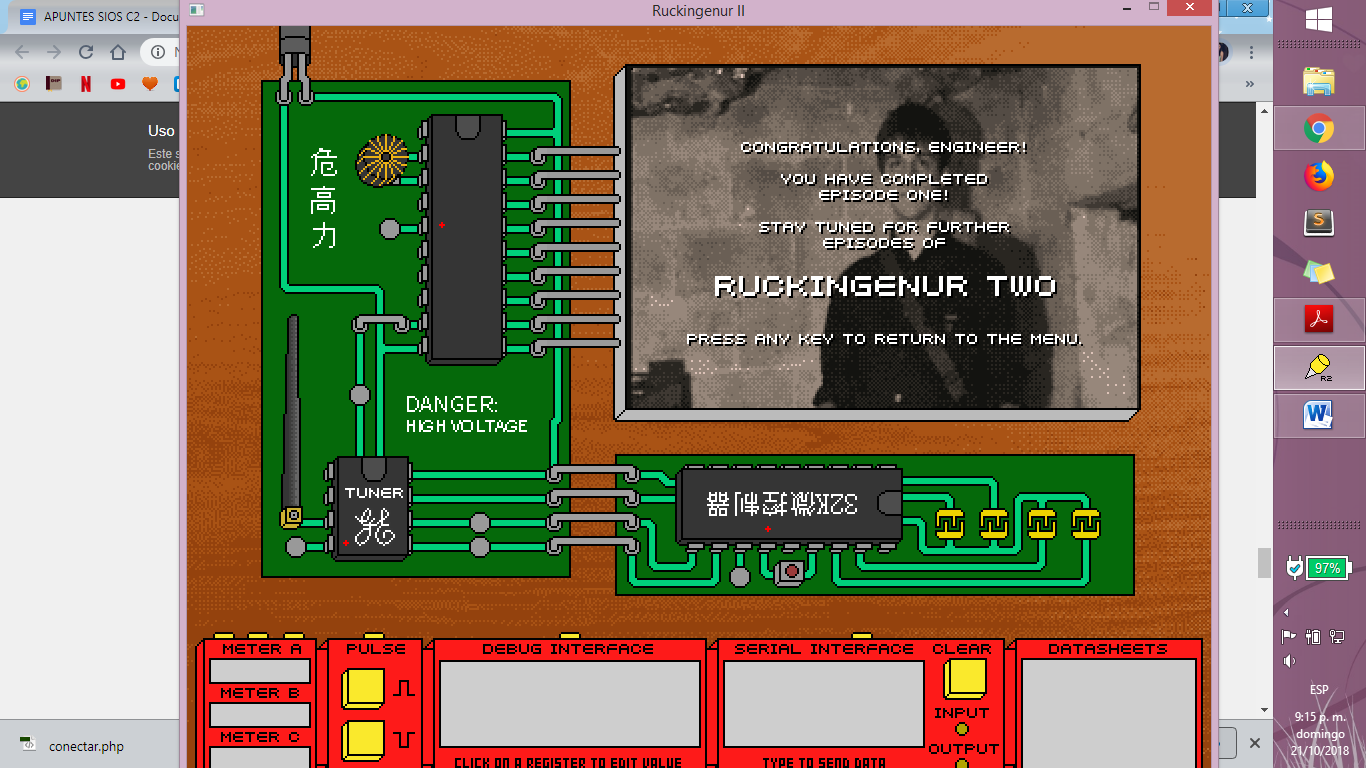 APUNTES SIOS C2 - Docu
Ruckingenur II
Uso
Este s
cookie
危
高
力
DANGER:
HIGH VOLTAGE
TUNER
CONGRATULATIONS, ENGINEER!
YOU HAVE COMPLETED
EPISODE ONE!
STAY TUNED FOR FURTHER
EPISODES OF
RUCKINGENUR TWO
PRESS ANY KEY TO RETURN TO THE MENU.
32K微控制器
METER A
METER B
METER C
PULSE
DEBUG INTERFACE
CLICK ON A REGISTER TO EDIT VALUE
SERIAL INTERFACE
TYPE TO SEND DATA
CLEAR
INPUT
OUTPUT
DATASHEETS
conectar.php
R2
97%
ESP
9:15 p. m.
domingo
21/10/2018